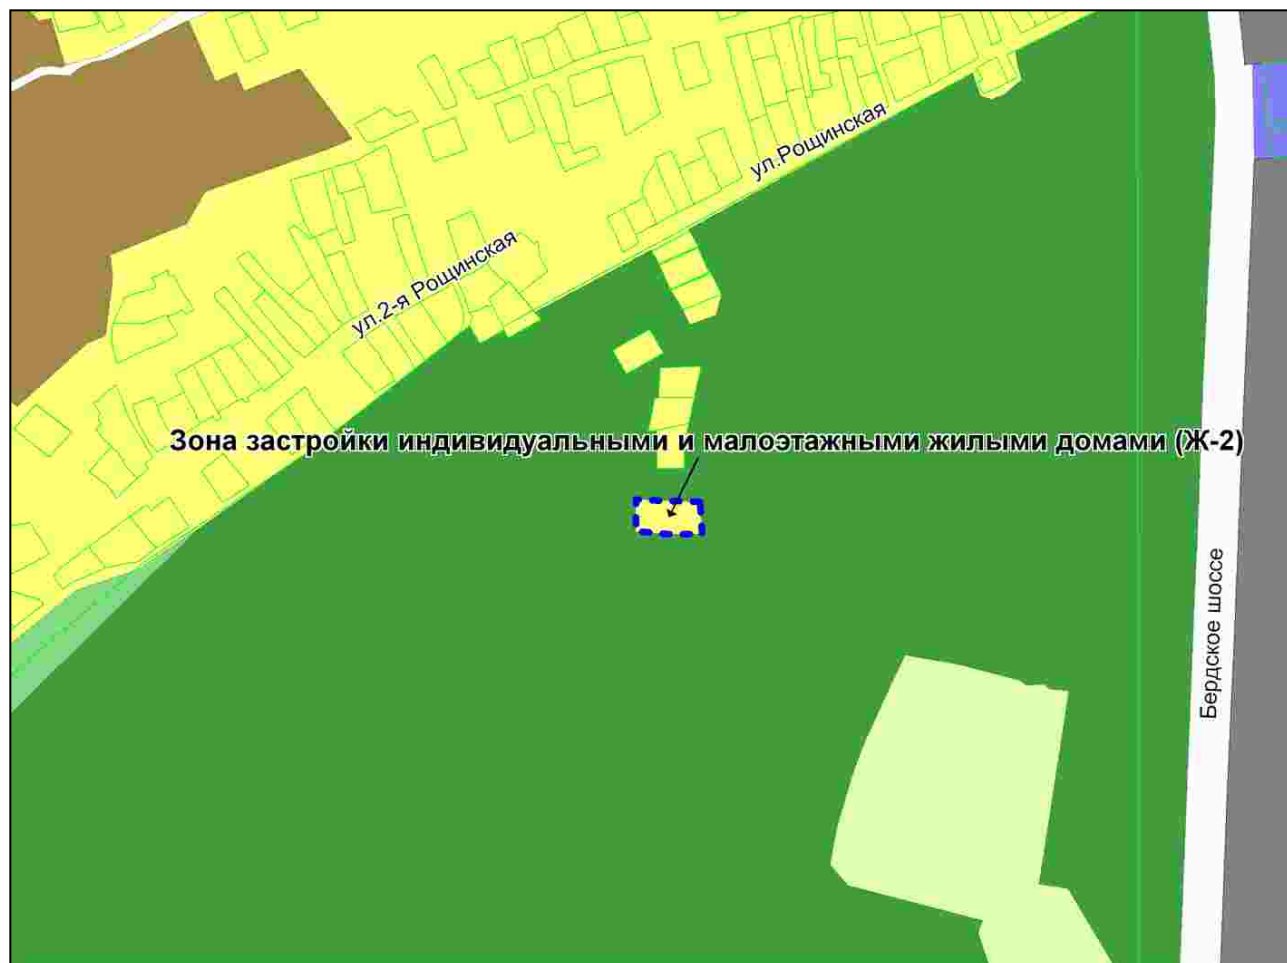 ул.Рощинская
ул.2-я Рощинская
Зона застройки индивидуальными и малоэтажными жилыми домами (Ж-2)
Бердское шоссе